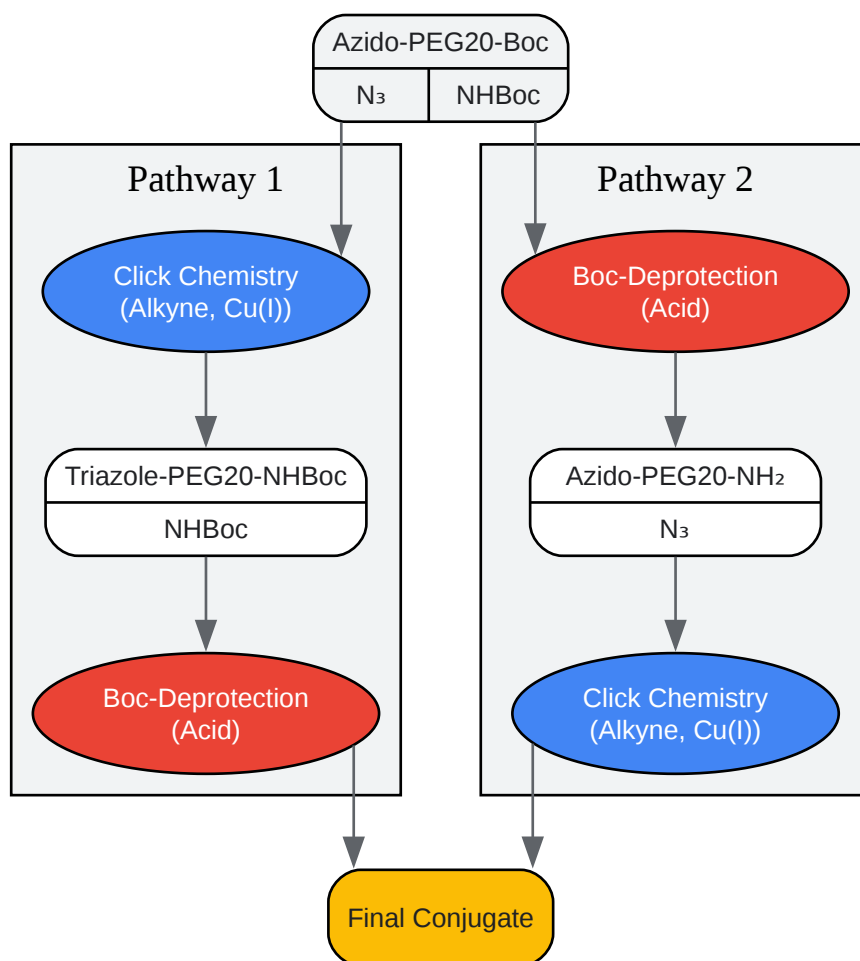 Azido-PEG20-Boc
N₃
NHBoc
Pathway 1
Click Chemistry
(Alkyne, Cu(I))
Triazole-PEG20-NHBoc
NHBoc
Boc-Deprotection
(Acid)
Pathway 2
Boc-Deprotection
(Acid)
Azido-PEG20-NH₂
N₃
Click Chemistry
(Alkyne, Cu(I))
Final Conjugate